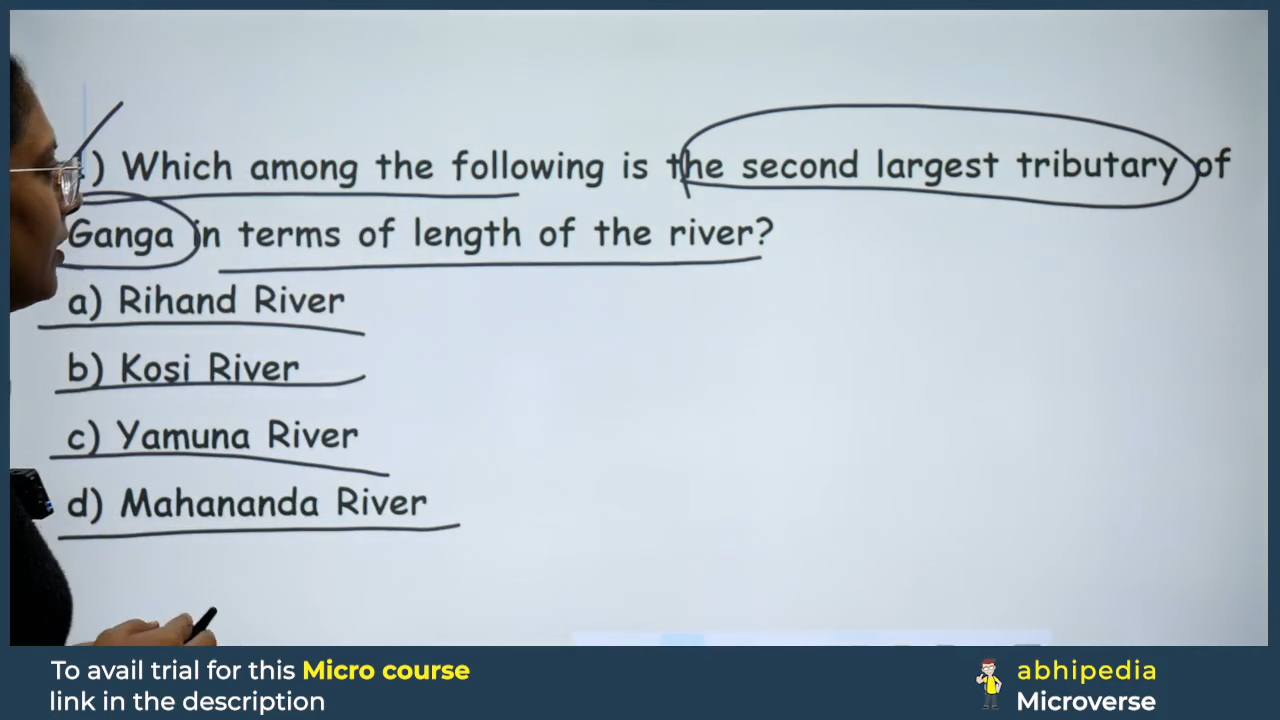 ) Which among the following is the second largest tributary of
Ganga in terms of length of the river?
a) Rihand River
b) Kosi River
c) Yamuna River
d) Mahananda River
To avail trial for this Micro course
link in the description
abhipedia
Microverse